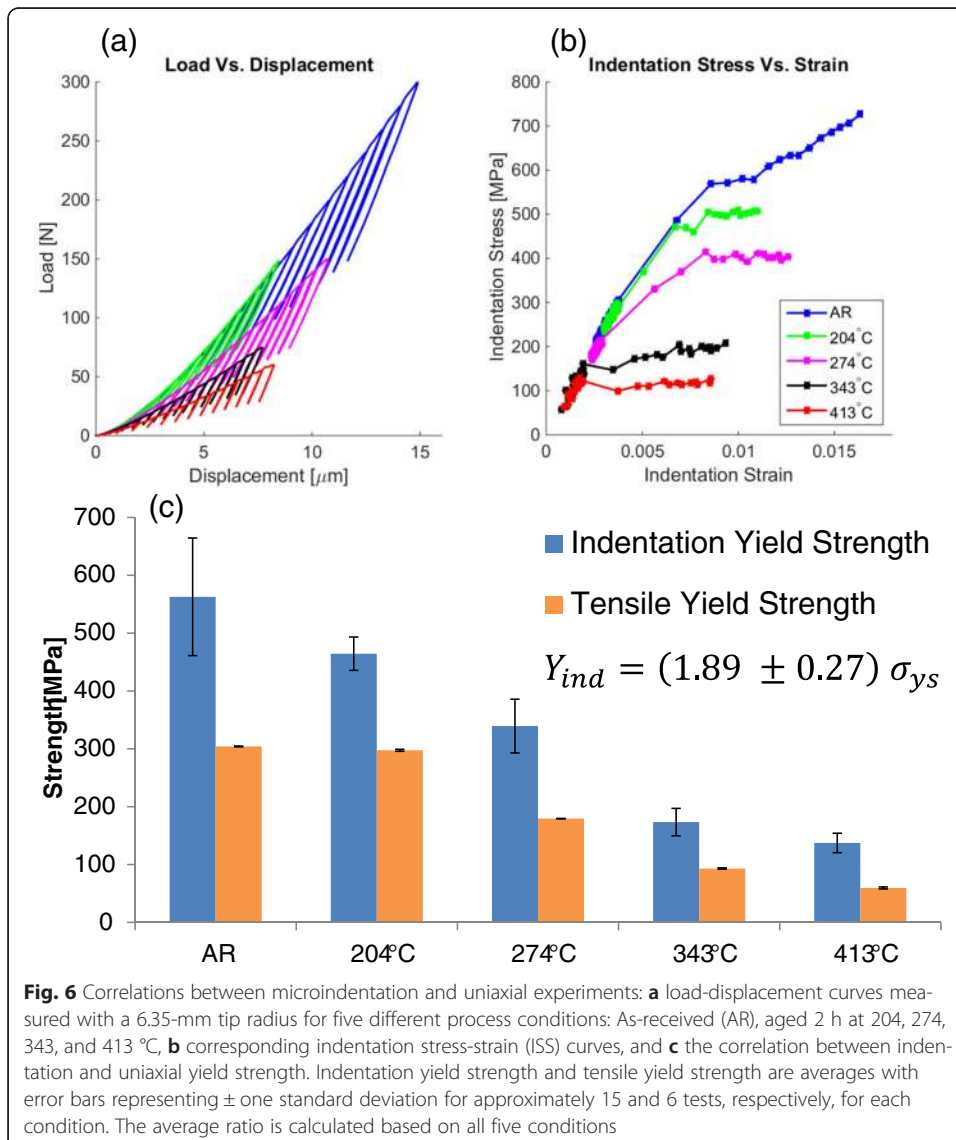 (a)
Load Vs. Displacement
300
250
200
150
100
50
0
Load [N]
0 5 10 15
Displacement [μm]
(b)
Indentation Stress Vs. Strain
800
700
600
500
400
300
200
100
0
Indentation Stress [MPa]
0 0.005 0.01 0.015
Indentation Strain
AR
204°C
274°C
343°C
413°C
(c)
700
600
500
400
300
200
100
0
Strength[MPa]
Indentation Yield Strength
Tensile Yield Strength
Y_ind = (1.89 ± 0.27) σ_ys
AR 204°C 274°C 343°C 413°C
Fig. 6 Correlations between microindentation and uniaxial experiments: a load-displacement curves mea-
sured with a 6.35-mm tip radius for five different process conditions: As-received (AR), aged 2 h at 204, 274,
343, and 413 °C, b corresponding indentation stress-strain (ISS) curves, and c the correlation between inden-
tation and uniaxial yield strength. Indentation yield strength and tensile yield strength are averages with
error bars representing ± one standard deviation for approximately 15 and 6 tests, respectively, for each
condition. The average ratio is calculated based on all five conditions